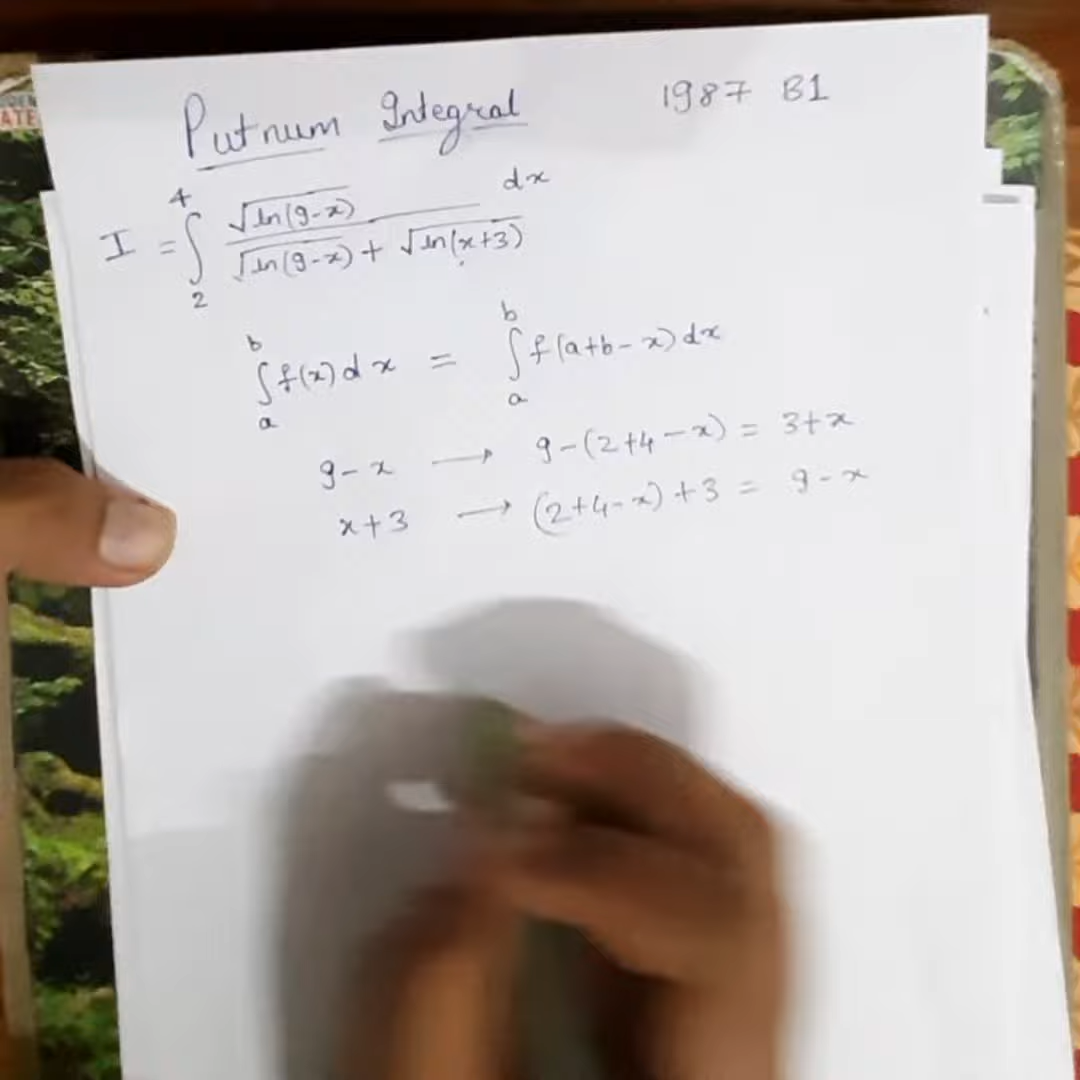 Putnum Integral 1987 B1
I = ∫₂⁴ √ln(9-x) / (√ln(9-x) + √ln(x+3)) dx
∫ₐᵇ f(x)dx = ∫ₐᵇ f(a+b-x)dx
9-x → 9-(2+4-x) = 3+x
x+3 → (2+4-x)+3 = 9-x